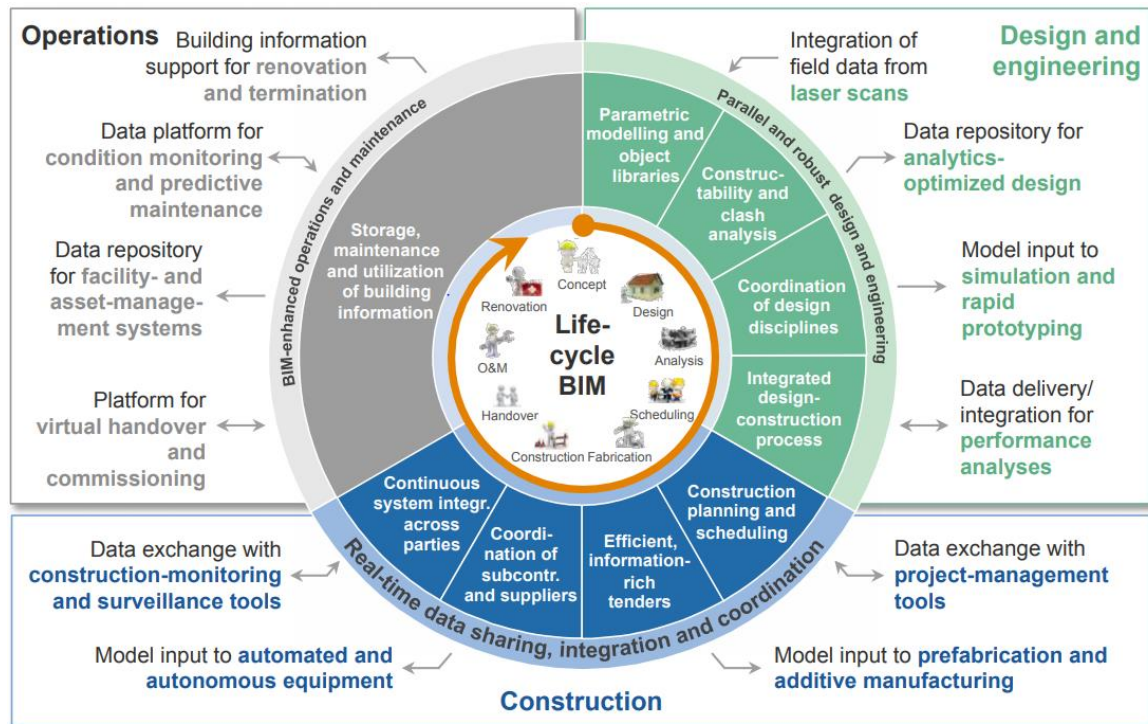 Operations
Building information
support for renovation
and termination
Data platform for
condition monitoring
and predictive
maintenance
Data repository
for facility- and
asset-manage-
ment systems
Platform for
virtual handover
and
commissioning
BIM-enhanced operations and maintenance
Storage,
maintenance
and utilization
of building
information
Design and
engineering
Integration of
field data from
laser scans
Data repository for
analytics-
optimized design
Model input to
simulation and
rapid
prototyping
Data delivery/
integration for
performance
analyses
Parallel and robust design and engineering
Parametric
modelling and
object
libraries
Construc-
tability and
clash
analysis
Coordination
of design
disciplines
Integrated
design-
construction
process
Life-
cycle
BIM
Concept
Design
Analysis
Scheduling
Fabrication
Construction
Handover
O&M
Renovation
Construction
planning and
scheduling
Efficient,
information-
rich
tenders
Coordi-
nation of
subcontr.
and suppliers
Continuous
system integr.
across
parties
Real-time data sharing, integration and coordination
Data exchange with
construction-monitoring
and surveillance tools
Model input to automated and
autonomous equipment
Data exchange with
project-management
tools
Model input to prefabrication and
additive manufacturing
Construction